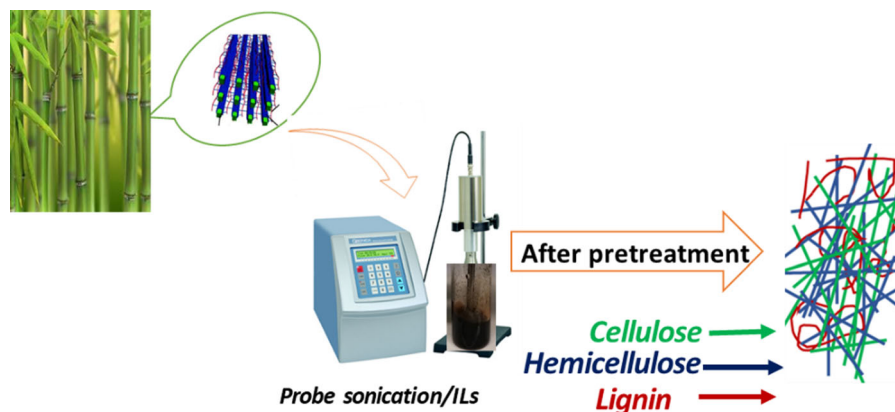 After pretreatment
Cellulose
Hemicellulose
Probe sonication/ILs
Lignin